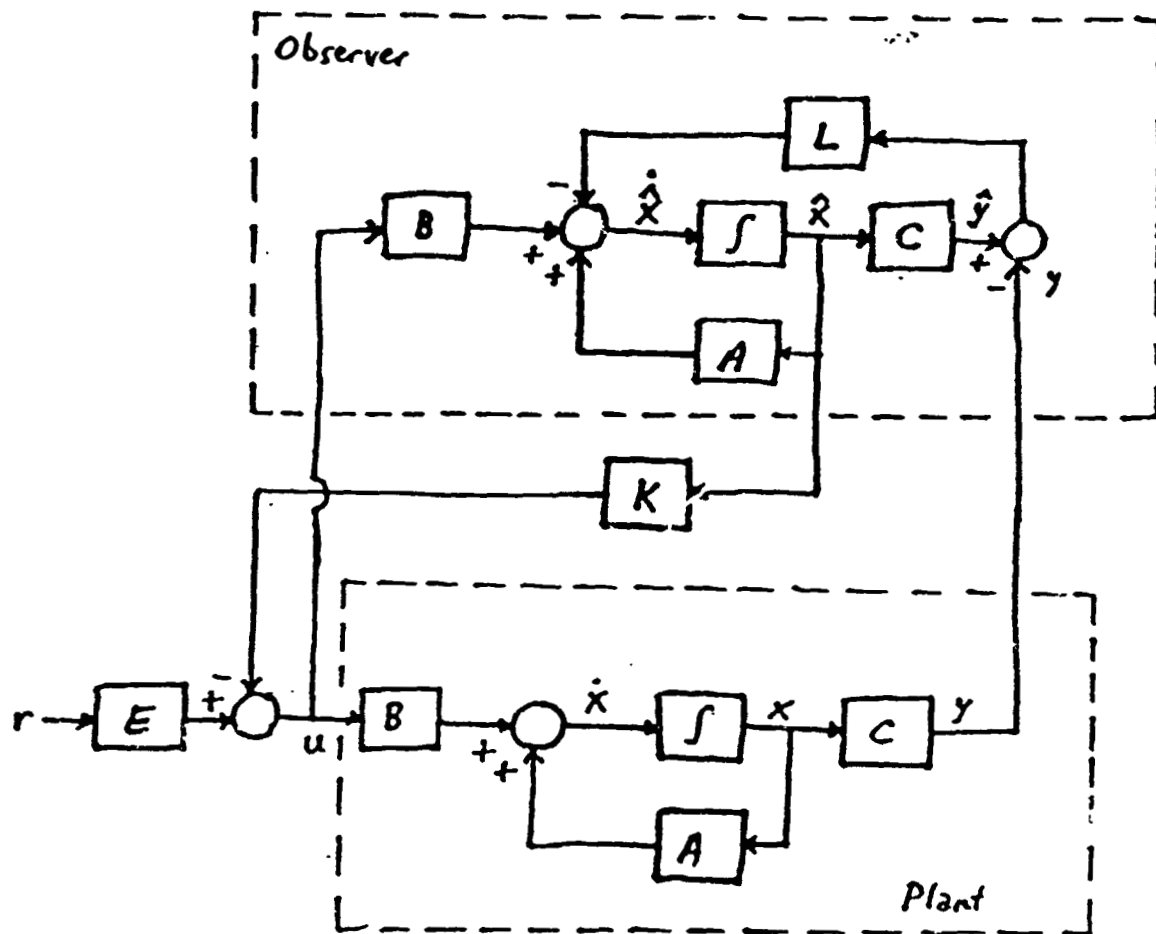 Observer
L
-
B
+
+
ẋ̂
∫
x̂
C
ŷ
+
-
y
A
K
r
E
+
-
u
B
+
+
ẋ
∫
x
C
y
A
Plant